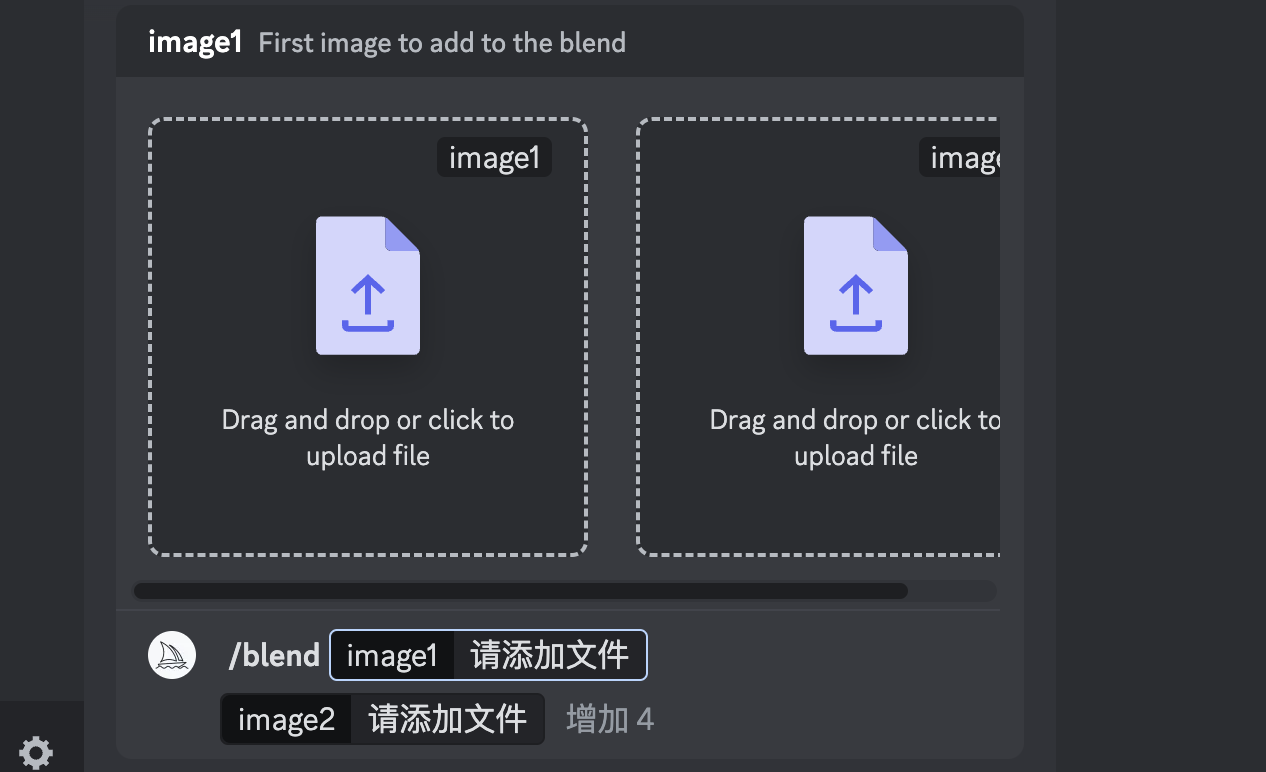 image1 First image to add to the blend
image1
Drag and drop or click to
upload file
Drag and drop or click to
upload file
/blend image1 请添加文件
image2 请添加文件 增加 4